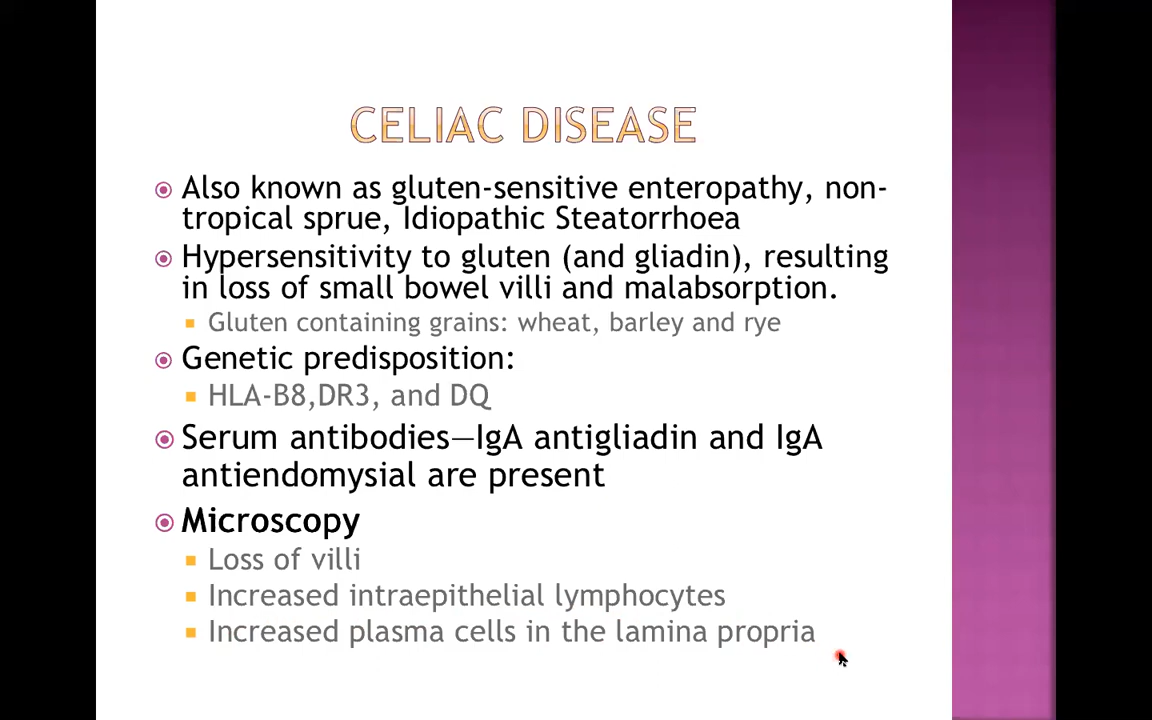 CELIAC DISEASE
Also known as gluten-sensitive enteropathy, non-
tropical sprue, Idiopathic Steatorrhoea
Hypersensitivity to gluten (and gliadin), resulting
in loss of small bowel villi and malabsorption.
Gluten containing grains: wheat, barley and rye
Genetic predisposition:
HLA-B8,DR3, and DQ
Serum antibodies—IgA antigliadin and IgA
antiendomysial are present
Microscopy
Loss of villi
Increased intraepithelial lymphocytes
Increased plasma cells in the lamina propria